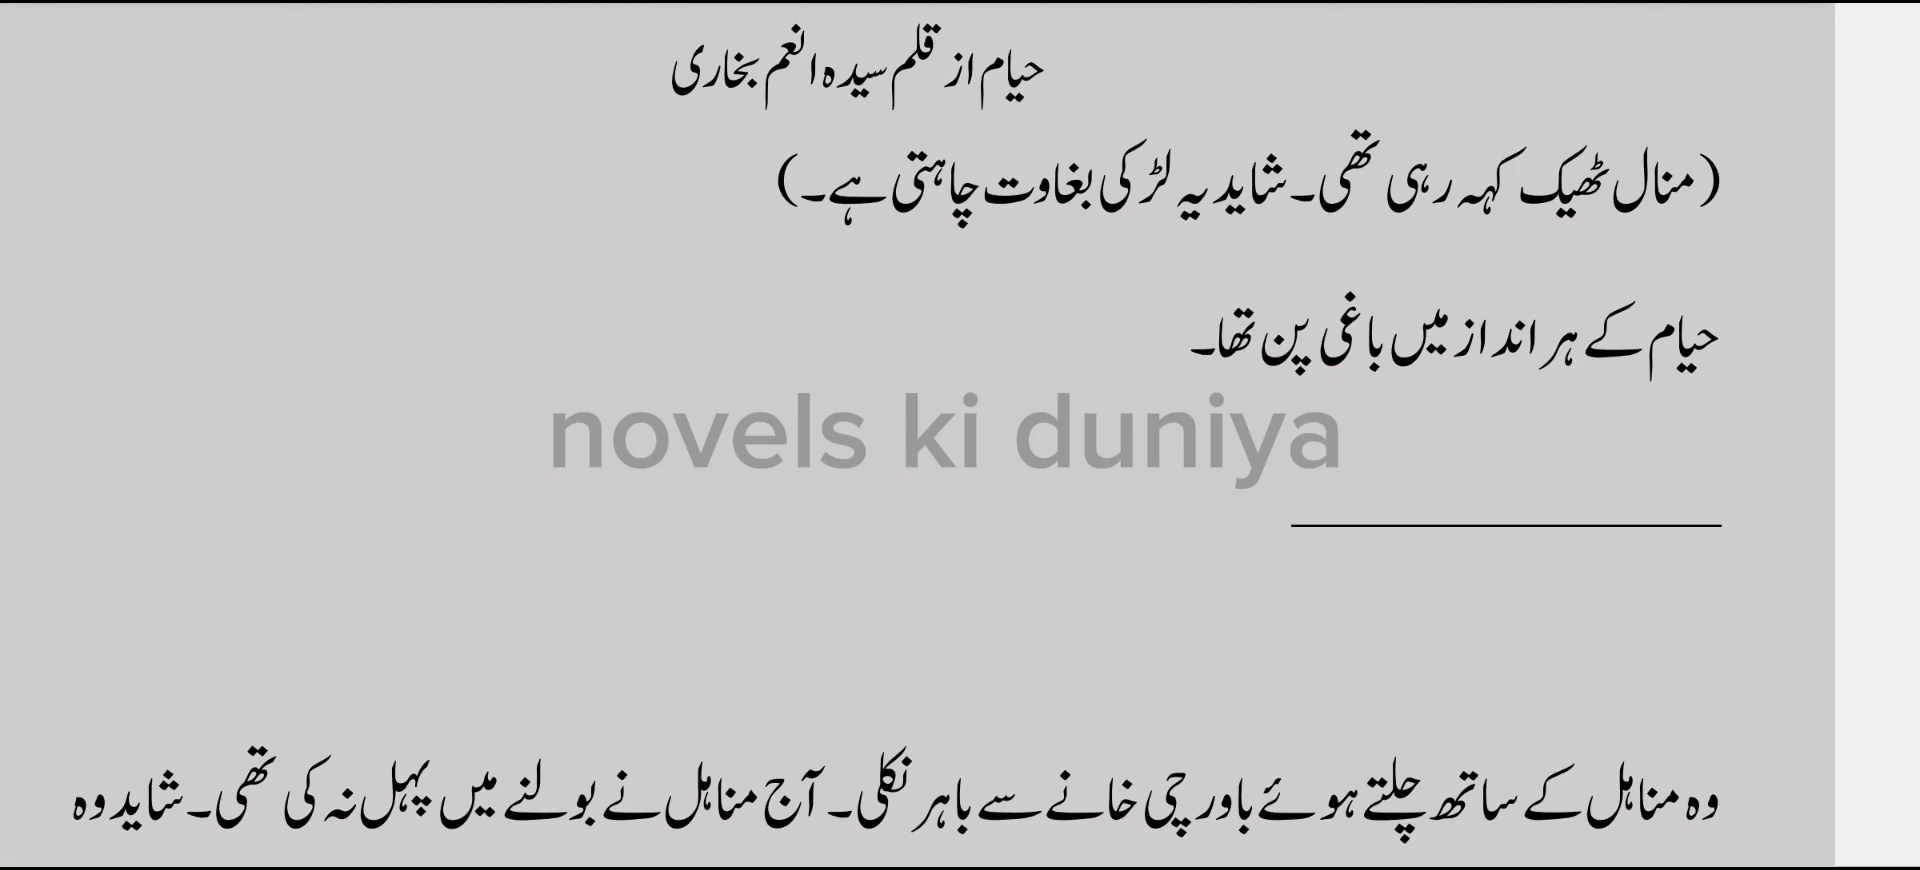 حیام از قلم سیدہ انعم بخاری
(منال ٹھیک کہہ رہی تھی۔ شاید یہ لڑکی بغاوت چاہتی ہے۔)
حیام کے ہر انداز میں باغی پن تھا۔
novels ki duniya
وہ مناہل کے ساتھ چلتے ہوئے باورچی خانے سے باہر نکلی۔ آج مناہل نے بولنے میں پہل نہ کی تھی۔ شاید وہ